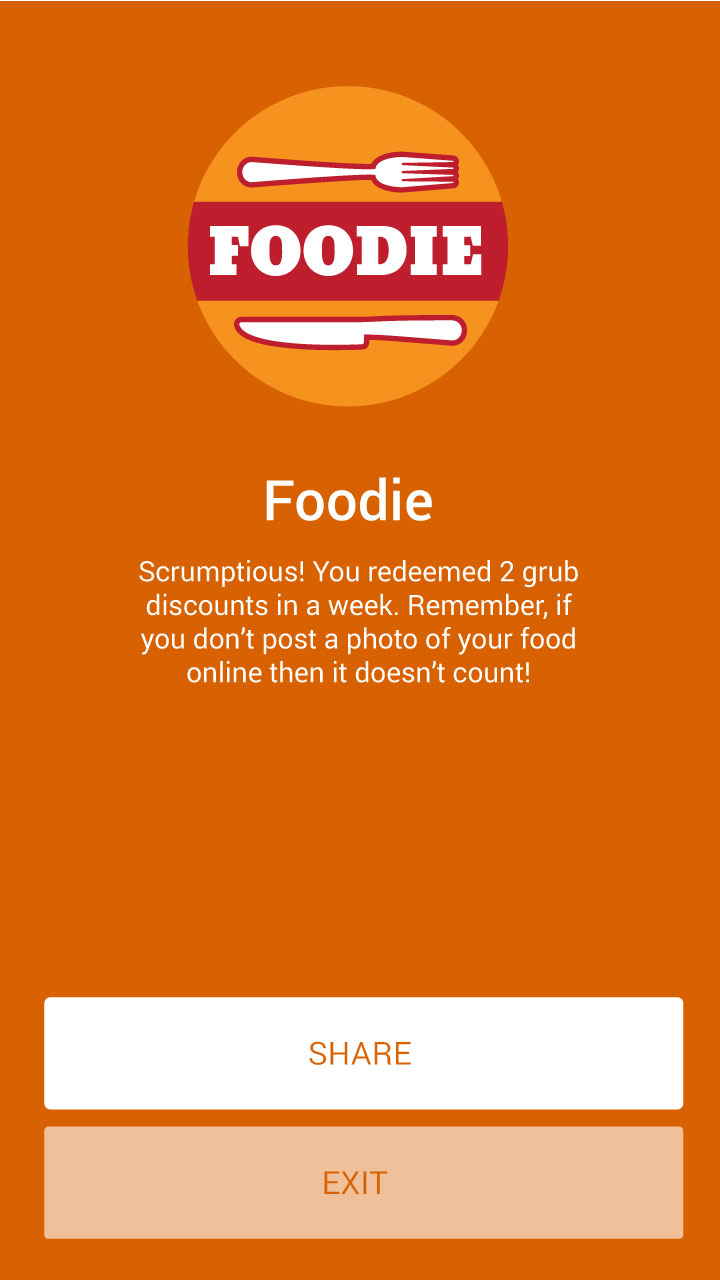 FOODIE
Foodie
Scrumptious! You redeemed 2 grub
discounts in a week. Remember, if
you don’t post a photo of your food
online then it doesn’t count!
SHARE
EXIT